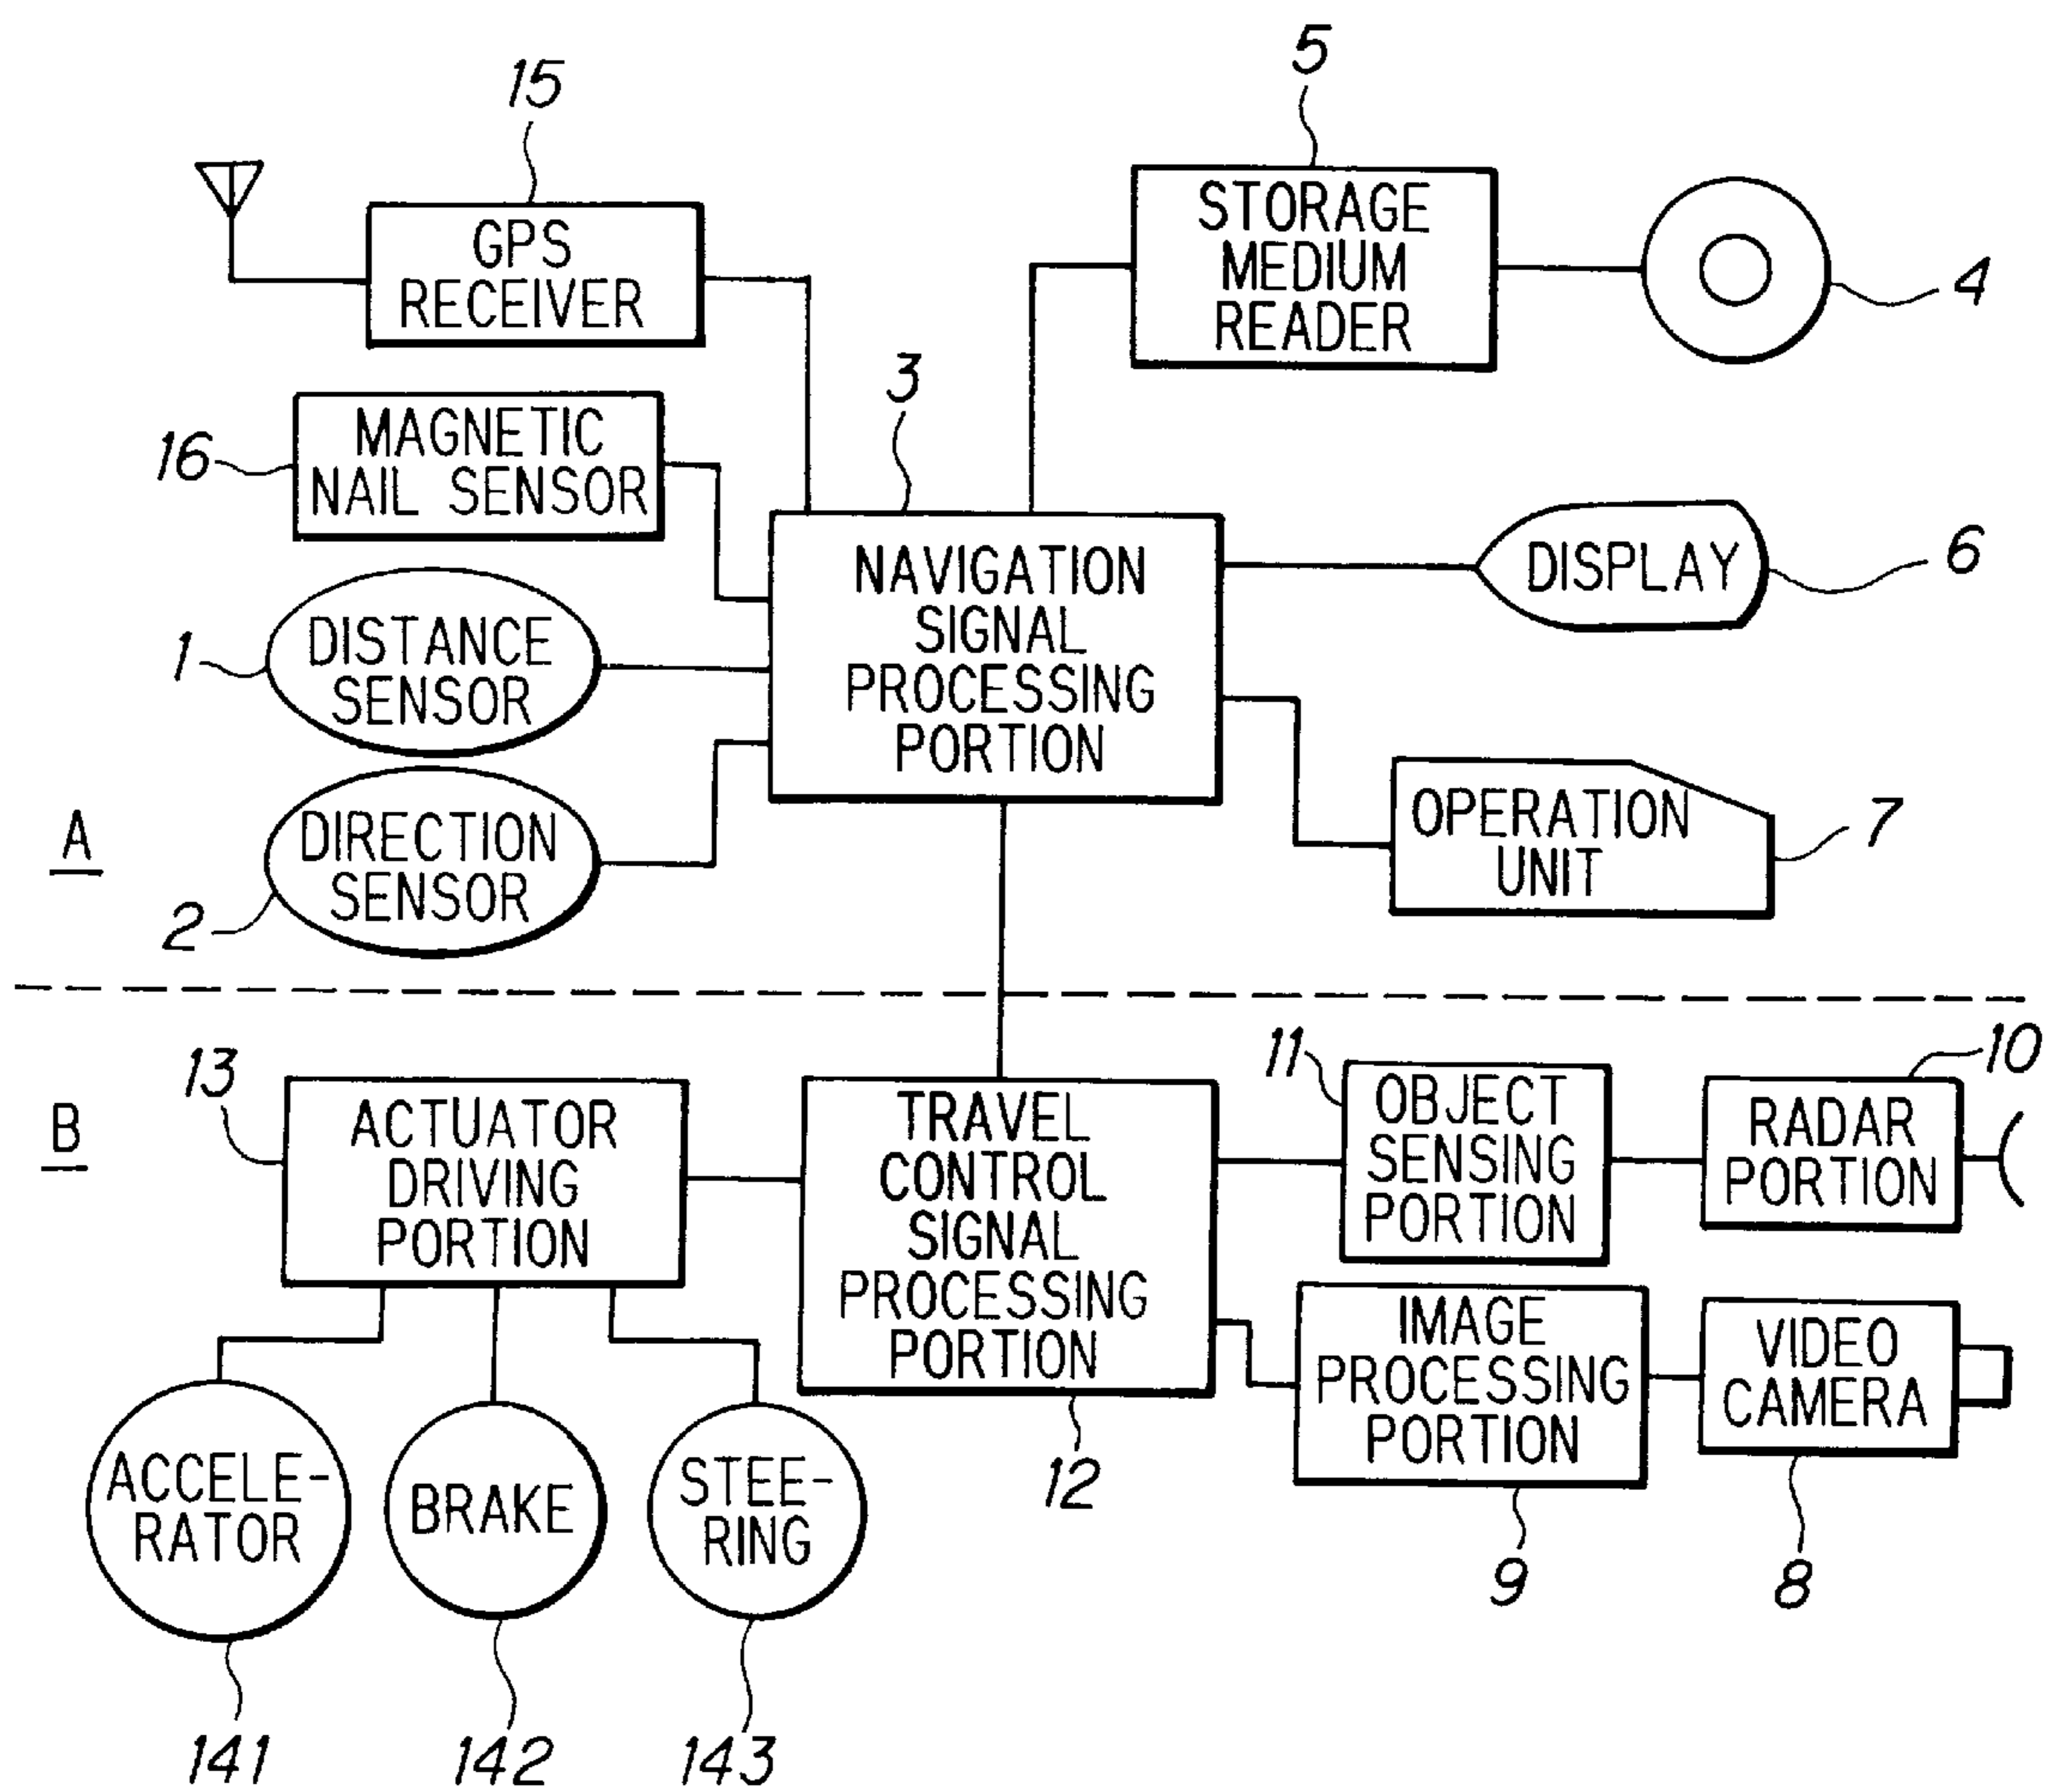 5
15
STORAGE
MEDIUM
READER
GPS
RECEIVER
4
3
MAGNETIC
NAIL SENSOR
16
NAVIGATION
SIGNAL
PROCESSING
PORTION
DISPLAY
6
DISTANCE
SENSOR
1
OPERATION
UNIT
7
A
DIRECTION
SENSOR
2
B
13
ACTUATOR
DRIVING
PORTION
TRAVEL
CONTROL
SIGNAL
PROCESSING
PORTION
11
OBJECT
SENSING
PORTION
10
RADAR
PORTION
IMAGE
PROCESSING
PORTION
VIDEO
CAMERA
ACCELE-
RATOR
BRAKE
STEE-
RING
12
9
8
141
142
143